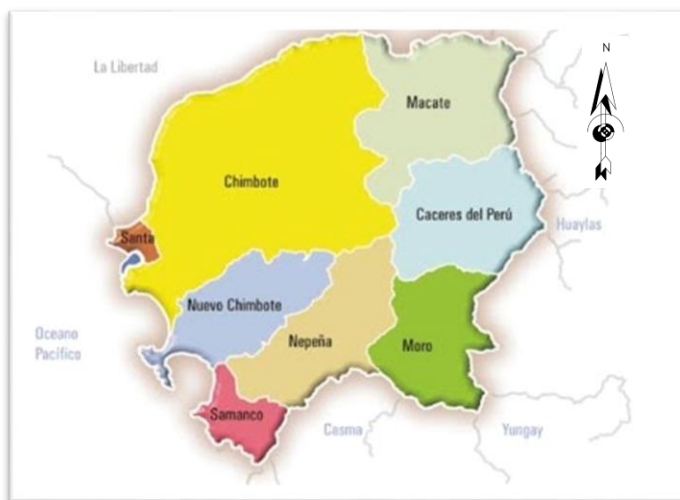 N
La Libertad
Macate
Chimbote
Caceres del Perú
Huaylas
Santa
Nuevo Chimbote
Oceano
Pacífico
Nepeña
Moro
Samanco
Casma
Yungay